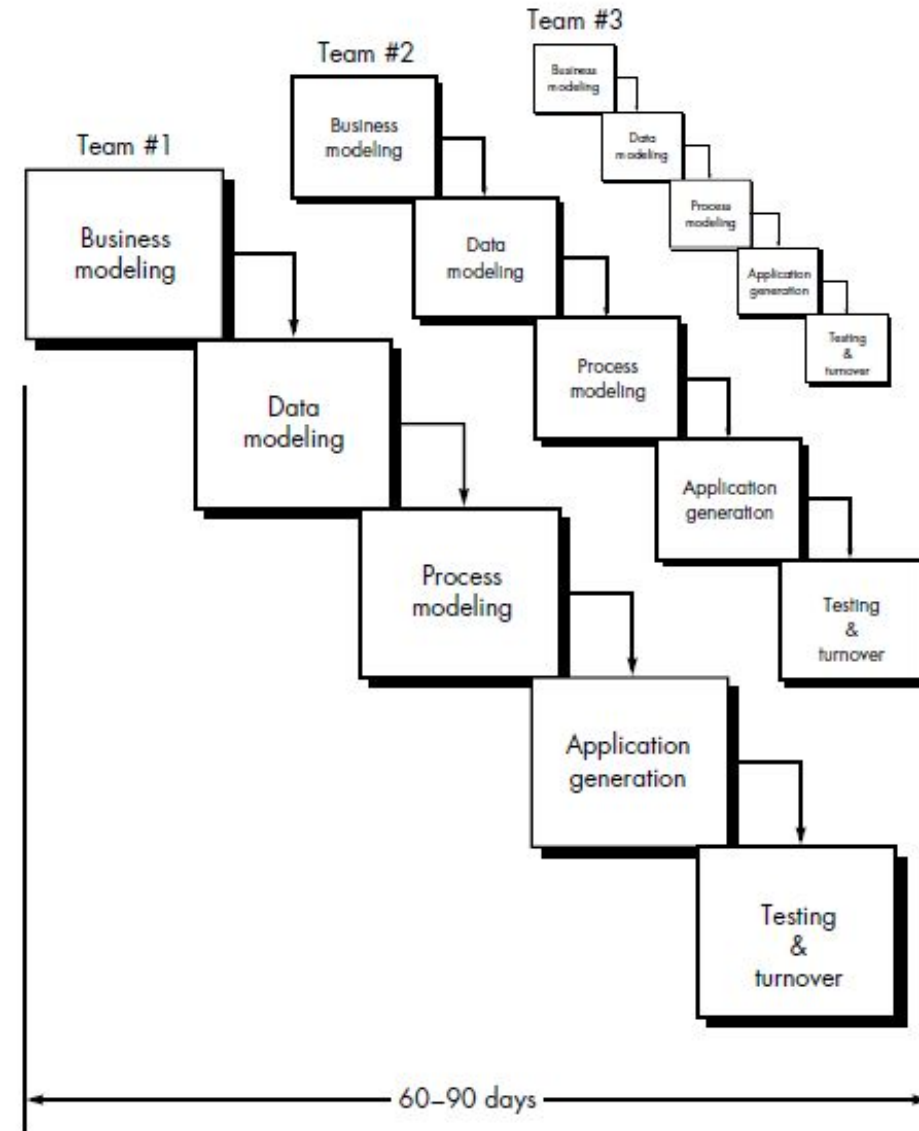 Team #1
Business
modeling
Data
modeling
Process
modeling
Application
generation
Testing
&
turnover
Team #2
Business
modeling
Data
modeling
Process
modeling
Application
generation
Testing
&
turnover
Team #3
Business
modeling
Data
modeling
Process
modeling
Application
generation
Testing
&
turnover
60–90 days